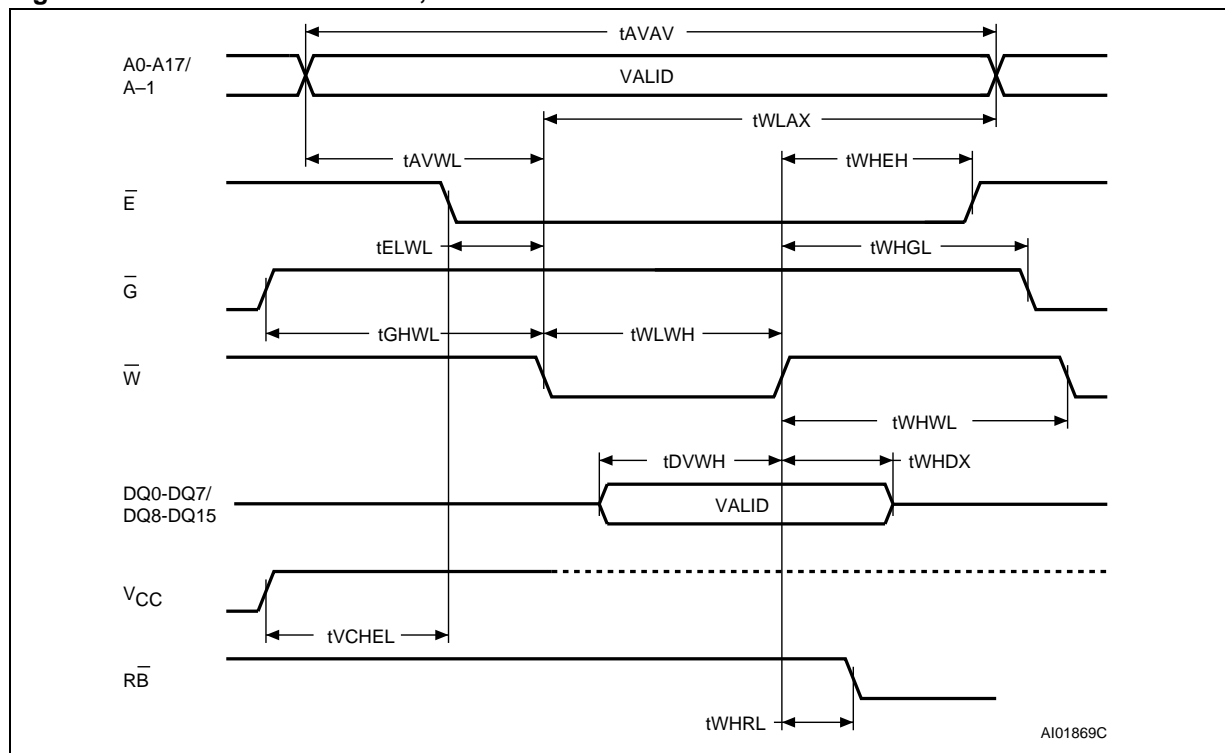 tAVAV
A0-A17/
A–1
VALID
tWLAX
tAVWL
tWHEH
E̅
tELWL
tWHGL
G̅
tGHWL
tWLWH
W̅
tWHWL
tDVWH
tWHDX
DQ0-DQ7/
DQ8-DQ15
VALID
VCC
tVCHEL
RB̅
tWHRL
AI01869C